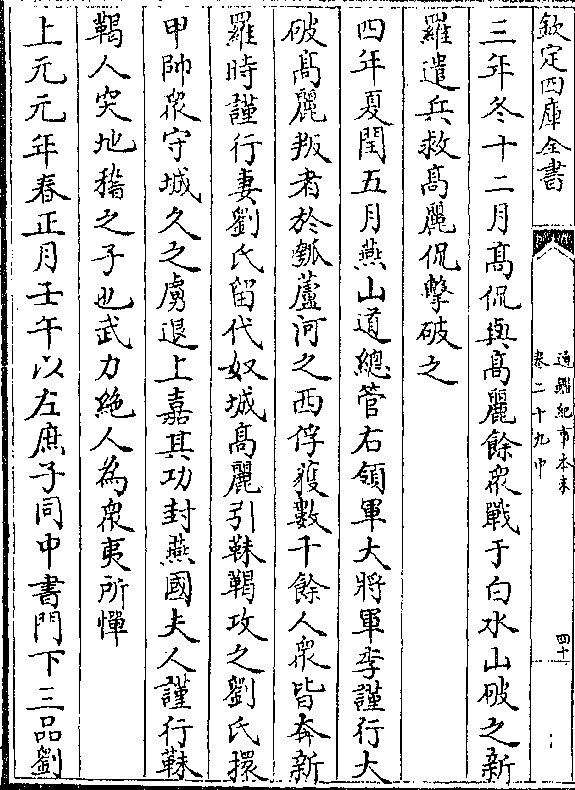 欽定四庫全書
通鑑紀事本末
卷二十九中
四十
三年冬十二月高侃與高麗餘衆戰于白水山破之新
羅遣兵救高麗侃擊破之
四年夏閏五月燕山道總管右領軍大將軍李謹行大
破高麗叛者於瓠蘆河之西俘獲數千餘人衆皆奔新
羅時謹行妻劉氏留代奴城高麗引靺鞨攻之劉氏擐
甲帥衆守城久之虜退上嘉其功封燕國夫人謹行靺
鞨人突地稽之子也武力絶人為衆夷所憚
上元元年春正月壬午以左庶子同中書門下三品劉